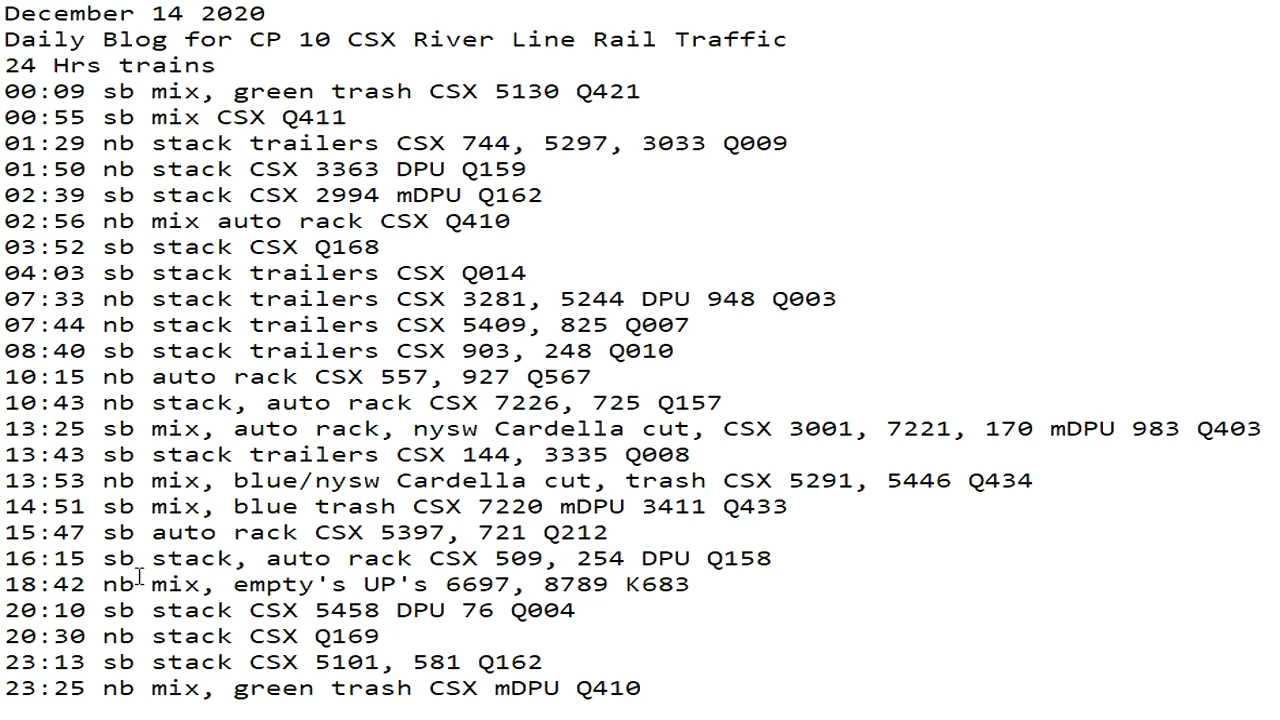 December 14 2020
Daily Blog for CP 10 CSX River Line Rail Traffic
24 Hrs trains
00:09 sb mix, green trash CSX 5130 Q421
00:55 sb mix CSX Q411
01:29 nb stack trailers CSX 744, 5297, 3033 Q009
01:50 nb stack CSX 3363 DPU Q159
02:39 sb stack CSX 2994 mDPU Q162
02:56 nb mix auto rack CSX Q410
03:52 sb stack CSX Q168
04:03 sb stack trailers CSX Q014
07:33 nb stack trailers CSX 3281, 5244 DPU 948 Q003
07:44 nb stack trailers CSX 5409, 825 Q007
08:40 sb stack trailers CSX 903, 248 Q010
10:15 nb auto rack CSX 557, 927 Q567
10:43 nb stack, auto rack CSX 7226, 725 Q157
13:25 sb mix, auto rack, nysw Cardella cut, CSX 3001, 7221, 170 mDPU 983 Q403
13:43 sb stack trailers CSX 144, 3335 Q008
13:53 nb mix, blue/nysw Cardella cut, trash CSX 5291, 5446 Q434
14:51 sb mix, blue trash CSX 7220 mDPU 3411 Q433
15:47 sb auto rack CSX 5397, 721 Q212
16:15 sb stack, auto rack CSX 509, 254 DPU Q158
18:42 nb mix, empty's UP's 6697, 8789 K683
20:10 sb stack CSX 5458 DPU 76 Q004
20:30 nb stack CSX Q169
23:13 sb stack CSX 5101, 581 Q162
23:25 nb mix, green trash CSX mDPU Q410